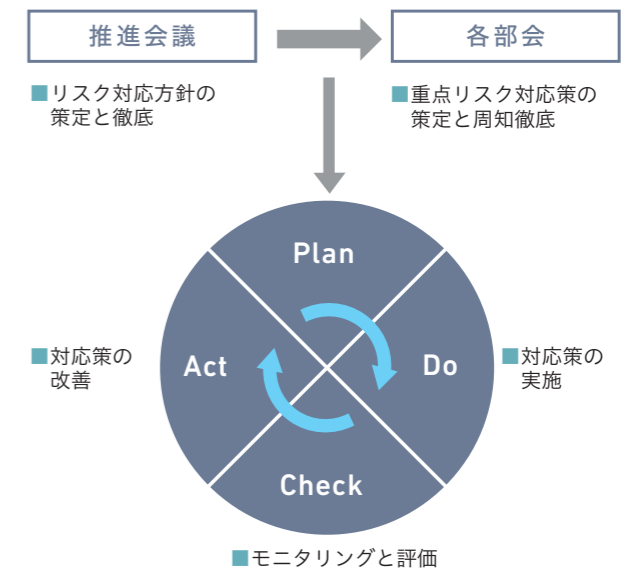 推進会議
各部会
■リスク対応方針の
策定と徹底
■重点リスク対応策の
策定と周知徹底
Plan
■対応策の
改善
Act
Do
■対応策の
実施
Check
■モニタリングと評価